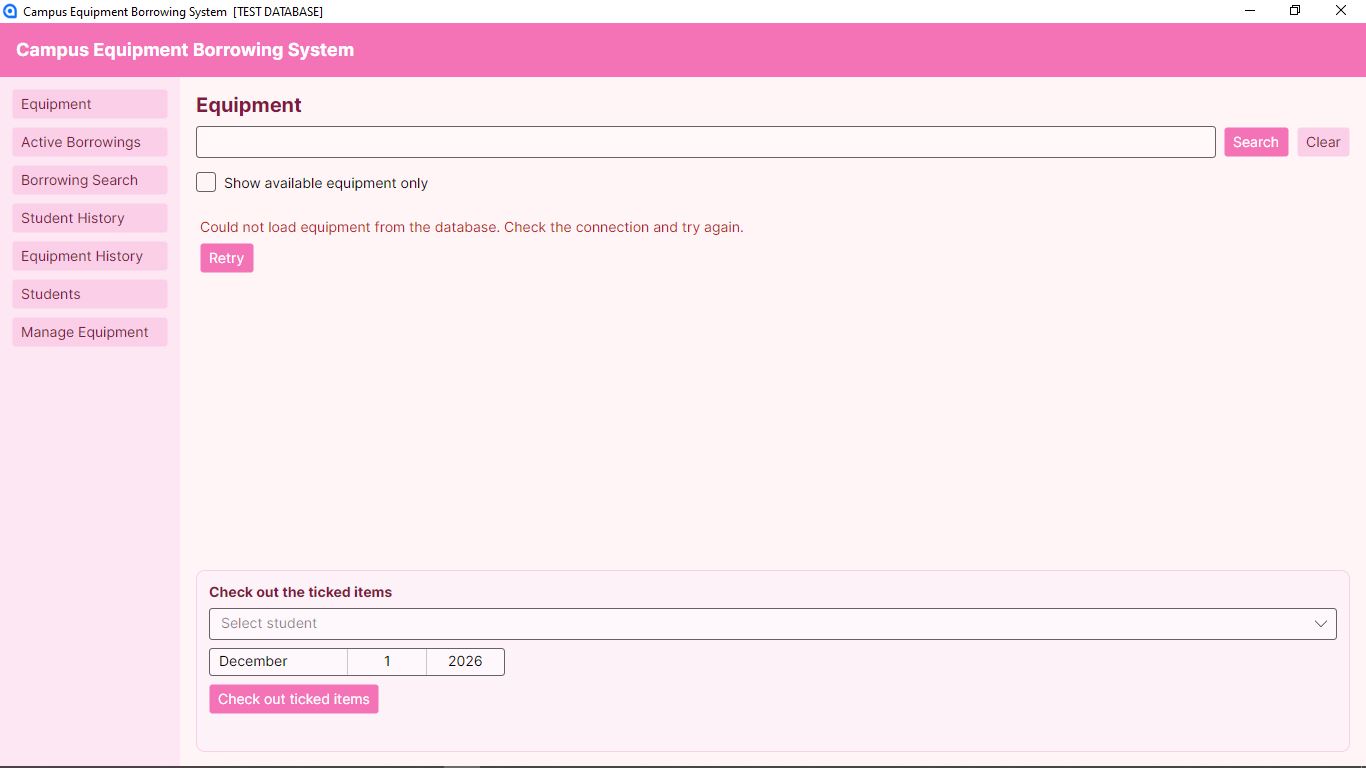 Campus Equipment Borrowing System [TEST DATABASE]
Campus Equipment Borrowing System
Equipment
Active Borrowings
Borrowing Search
Student History
Equipment History
Students
Manage Equipment
Equipment
Search Clear
Show available equipment only
Could not load equipment from the database. Check the connection and try again.
Retry
Check out the ticked items
Select student
December 1 2026
Check out ticked items